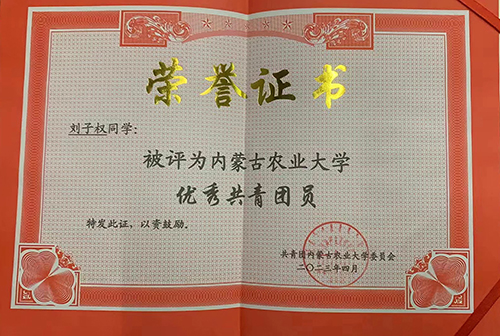 荣誉证书
刘子权同学：
被评为内蒙古农业大学
优秀共青团员
特发此证，以资鼓励。
共青团内蒙古农业大学委员会
二〇二三年四月